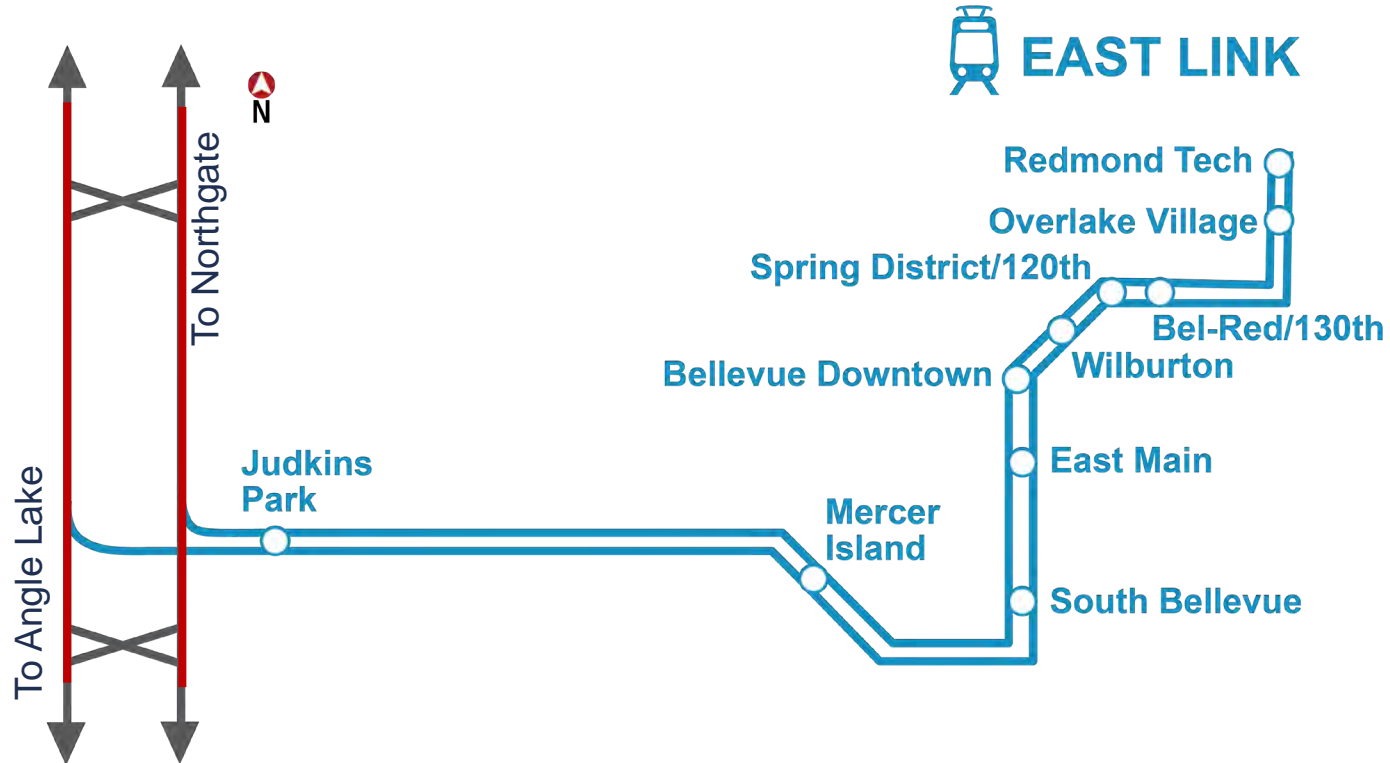 EAST LINK
N
To Northgate
Redmond Tech
Overlake Village
Spring District/120th
Bel-Red/130th
Wilburton
Bellevue Downtown
Judkins
Park
East Main
To Angle Lake
Mercer
Island
South Bellevue